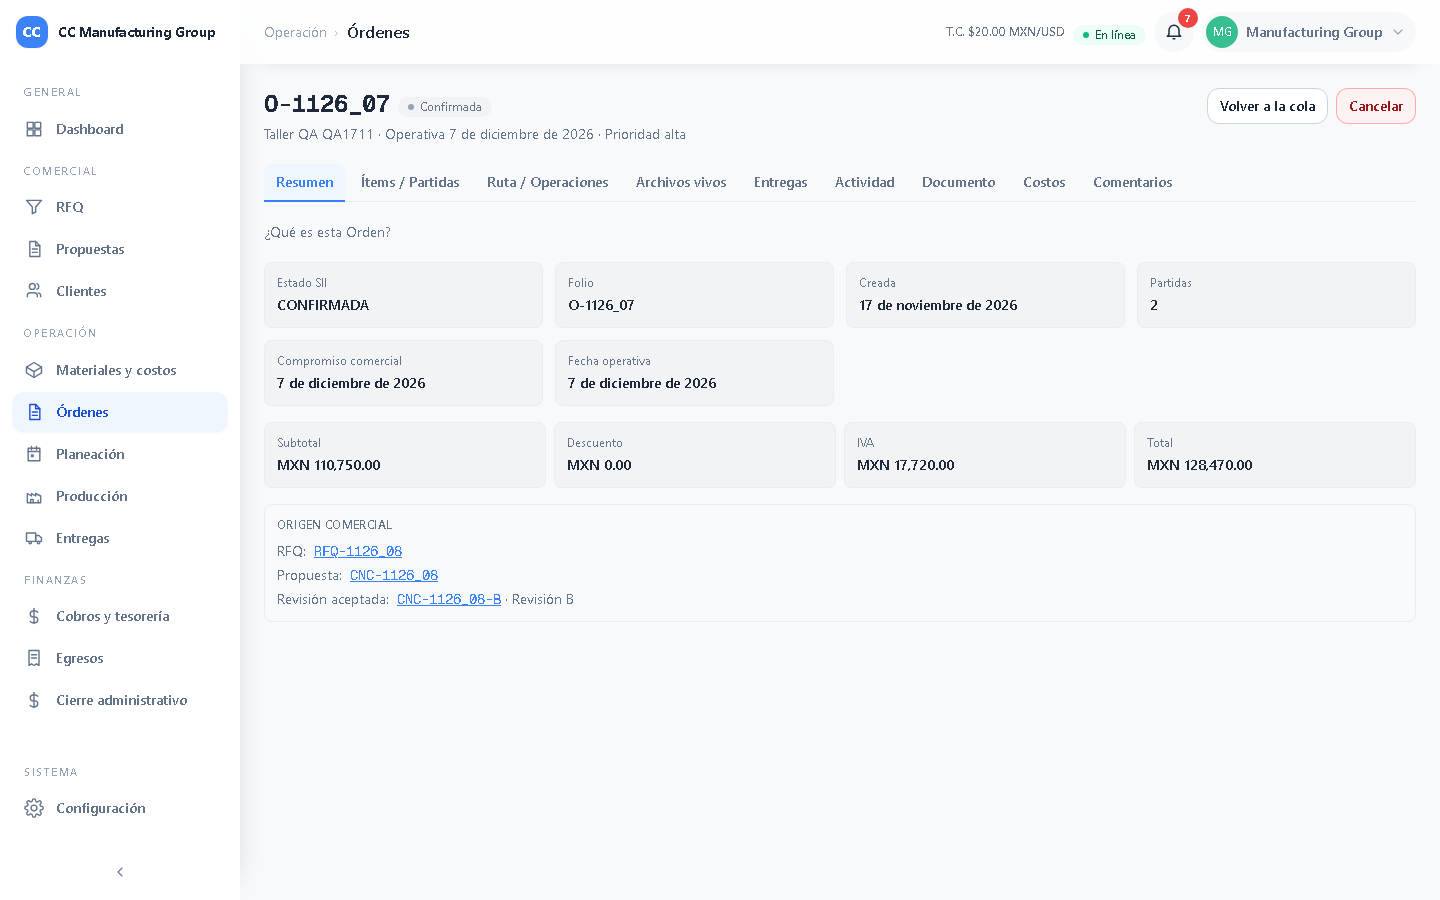 CC
CC Manufacturing Group
Operación › Órdenes
T.C. $20.00 MXN/USD
En línea
7
MG
Manufacturing Group
GENERAL
Dashboard
COMERCIAL
RFQ
Propuestas
Clientes
OPERACIÓN
Materiales y costos
Órdenes
Planeación
Producción
Entregas
FINANZAS
Cobros y tesorería
Egresos
Cierre administrativo
SISTEMA
Configuración
O-1126_07
Confirmada
Taller QA QA1711 · Operativa 7 de diciembre de 2026 · Prioridad alta
Volver a la cola
Cancelar
Resumen
Ítems / Partidas
Ruta / Operaciones
Archivos vivos
Entregas
Actividad
Documento
Costos
Comentarios
¿Qué es esta Orden?
Estado SII
CONFIRMADA
Folio
O-1126_07
Creada
17 de noviembre de 2026
Partidas
2
Compromiso comercial
7 de diciembre de 2026
Fecha operativa
7 de diciembre de 2026
Subtotal
MXN 110,750.00
Descuento
MXN 0.00
IVA
MXN 17,720.00
Total
MXN 128,470.00
ORIGEN COMERCIAL
RFQ: RFQ-1126_08
Propuesta: CNC-1126_08
Revisión aceptada: CNC-1126_08-B · Revisión B